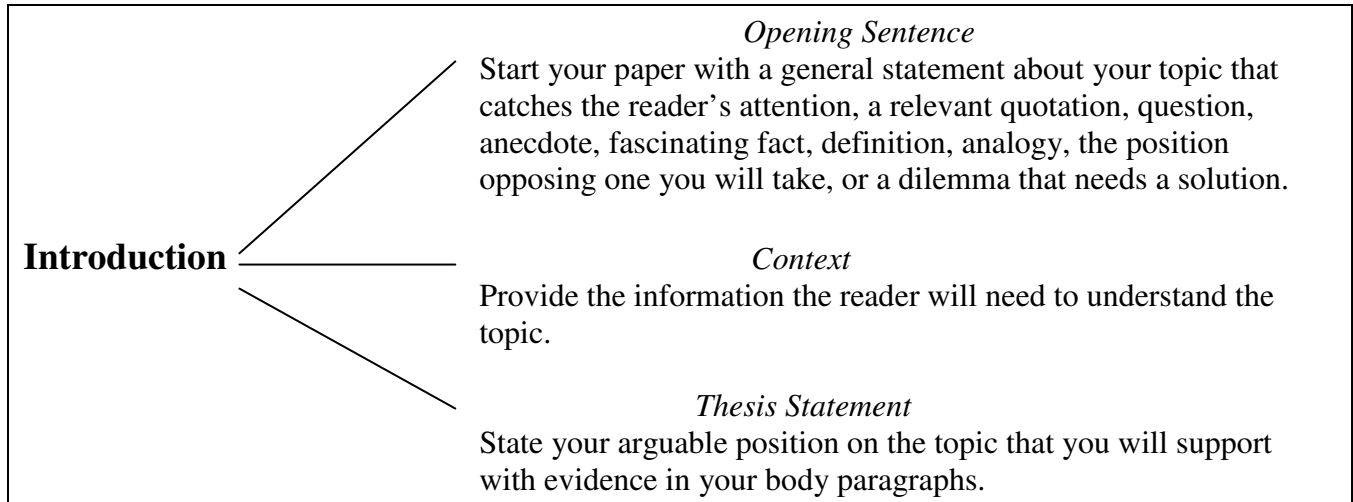 Opening Sentence
Start your paper with a general statement about your topic that
catches the reader’s attention, a relevant quotation, question,
anecdote, fascinating fact, definition, analogy, the position
opposing one you will take, or a dilemma that needs a solution.
Introduction
Context
Provide the information the reader will need to understand the
topic.
Thesis Statement
State your arguable position on the topic that you will support
with evidence in your body paragraphs.